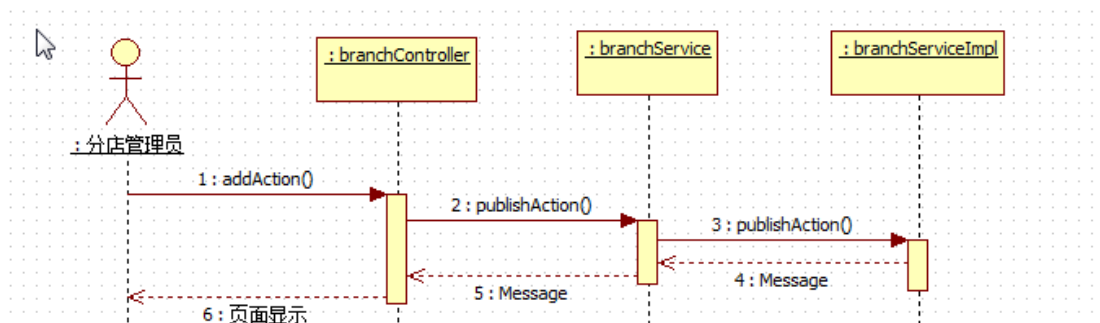 : branchController
: branchService
: branchServiceImpl
: 分店管理员
1 : addAction()
2 : publishAction()
3 : publishAction()
4 : Message
5 : Message
6 : 页面显示